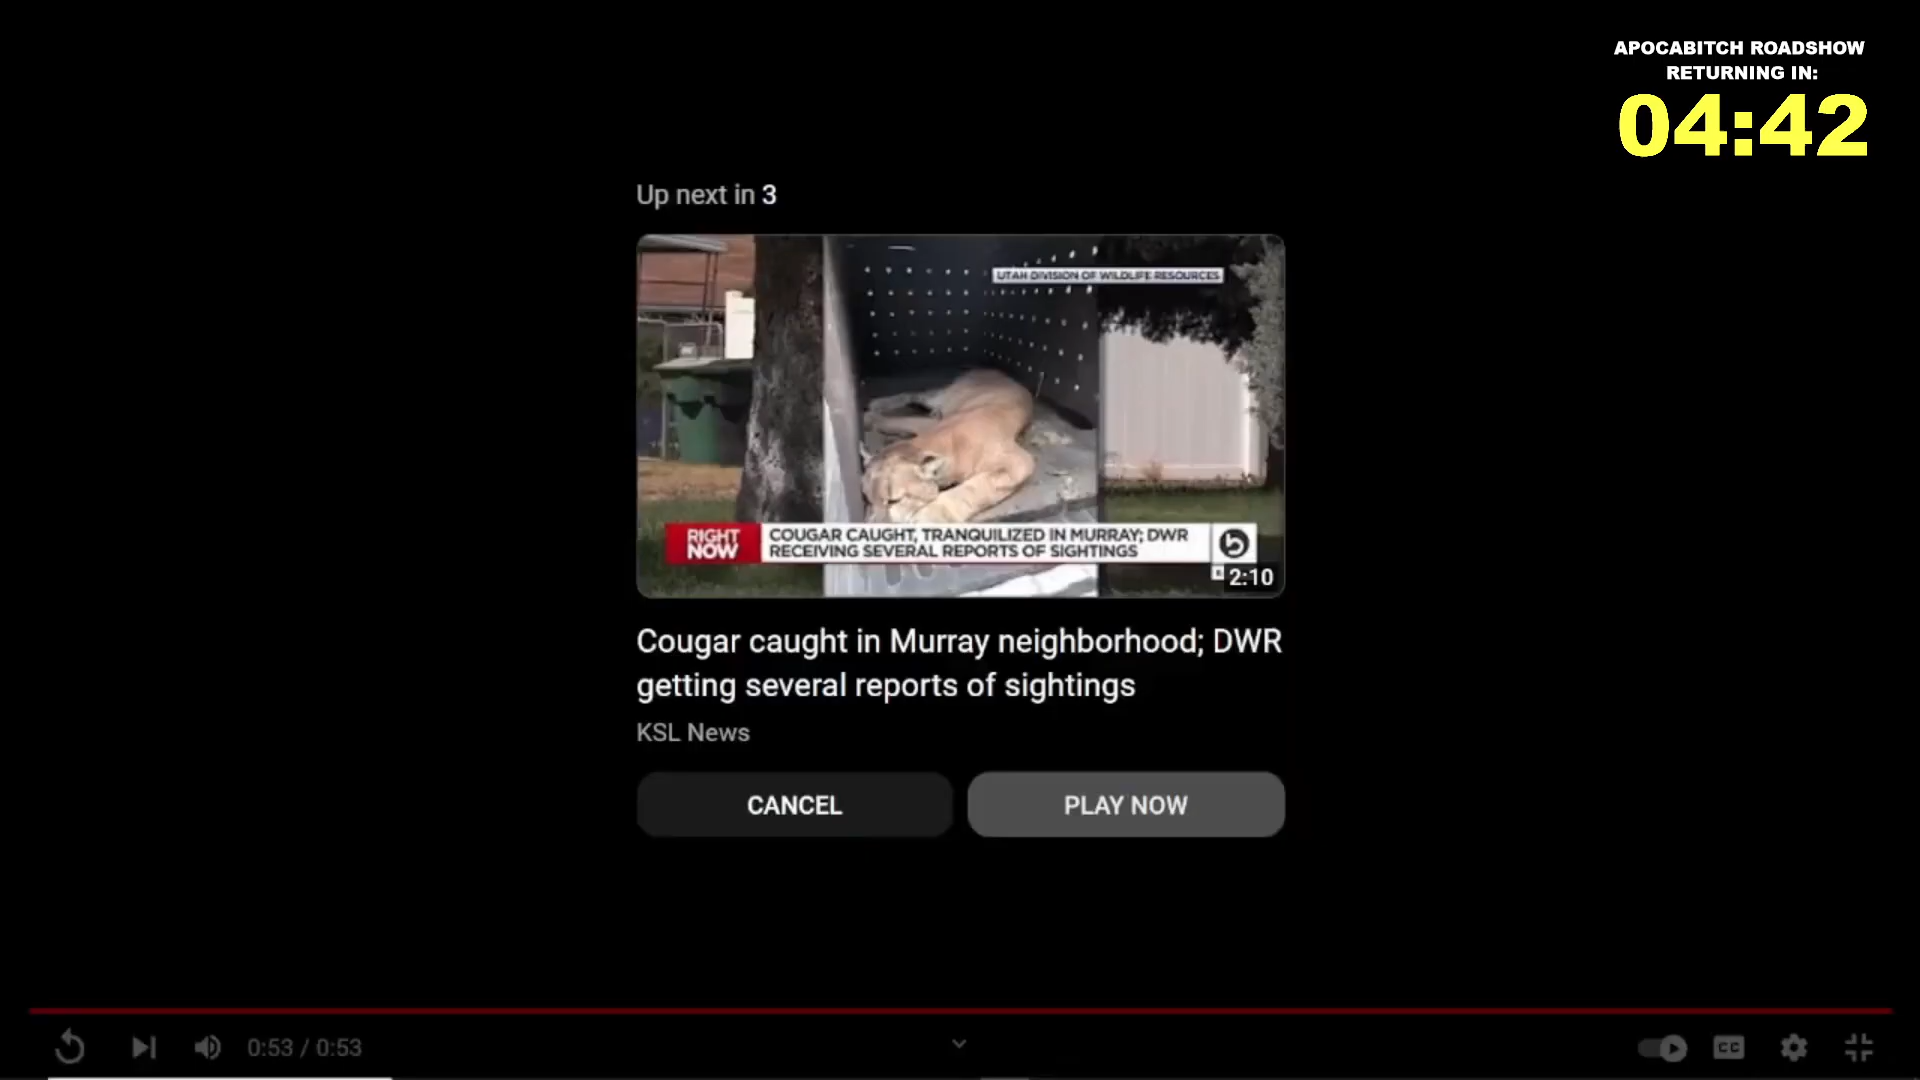 APOCABITCH ROADSHOW
RETURNING IN:
04:42
Up next in 3
UTAH DIVISION OF WILDLIFE RESOURCES
RIGHT NOW
COUGAR CAUGHT, TRANQUILIZED IN MURRAY; DWR
RECEIVING SEVERAL REPORTS OF SIGHTINGS
2:10
Cougar caught in Murray neighborhood; DWR
getting several reports of sightings
KSL News
CANCEL
PLAY NOW
0:53 / 0:53
CC